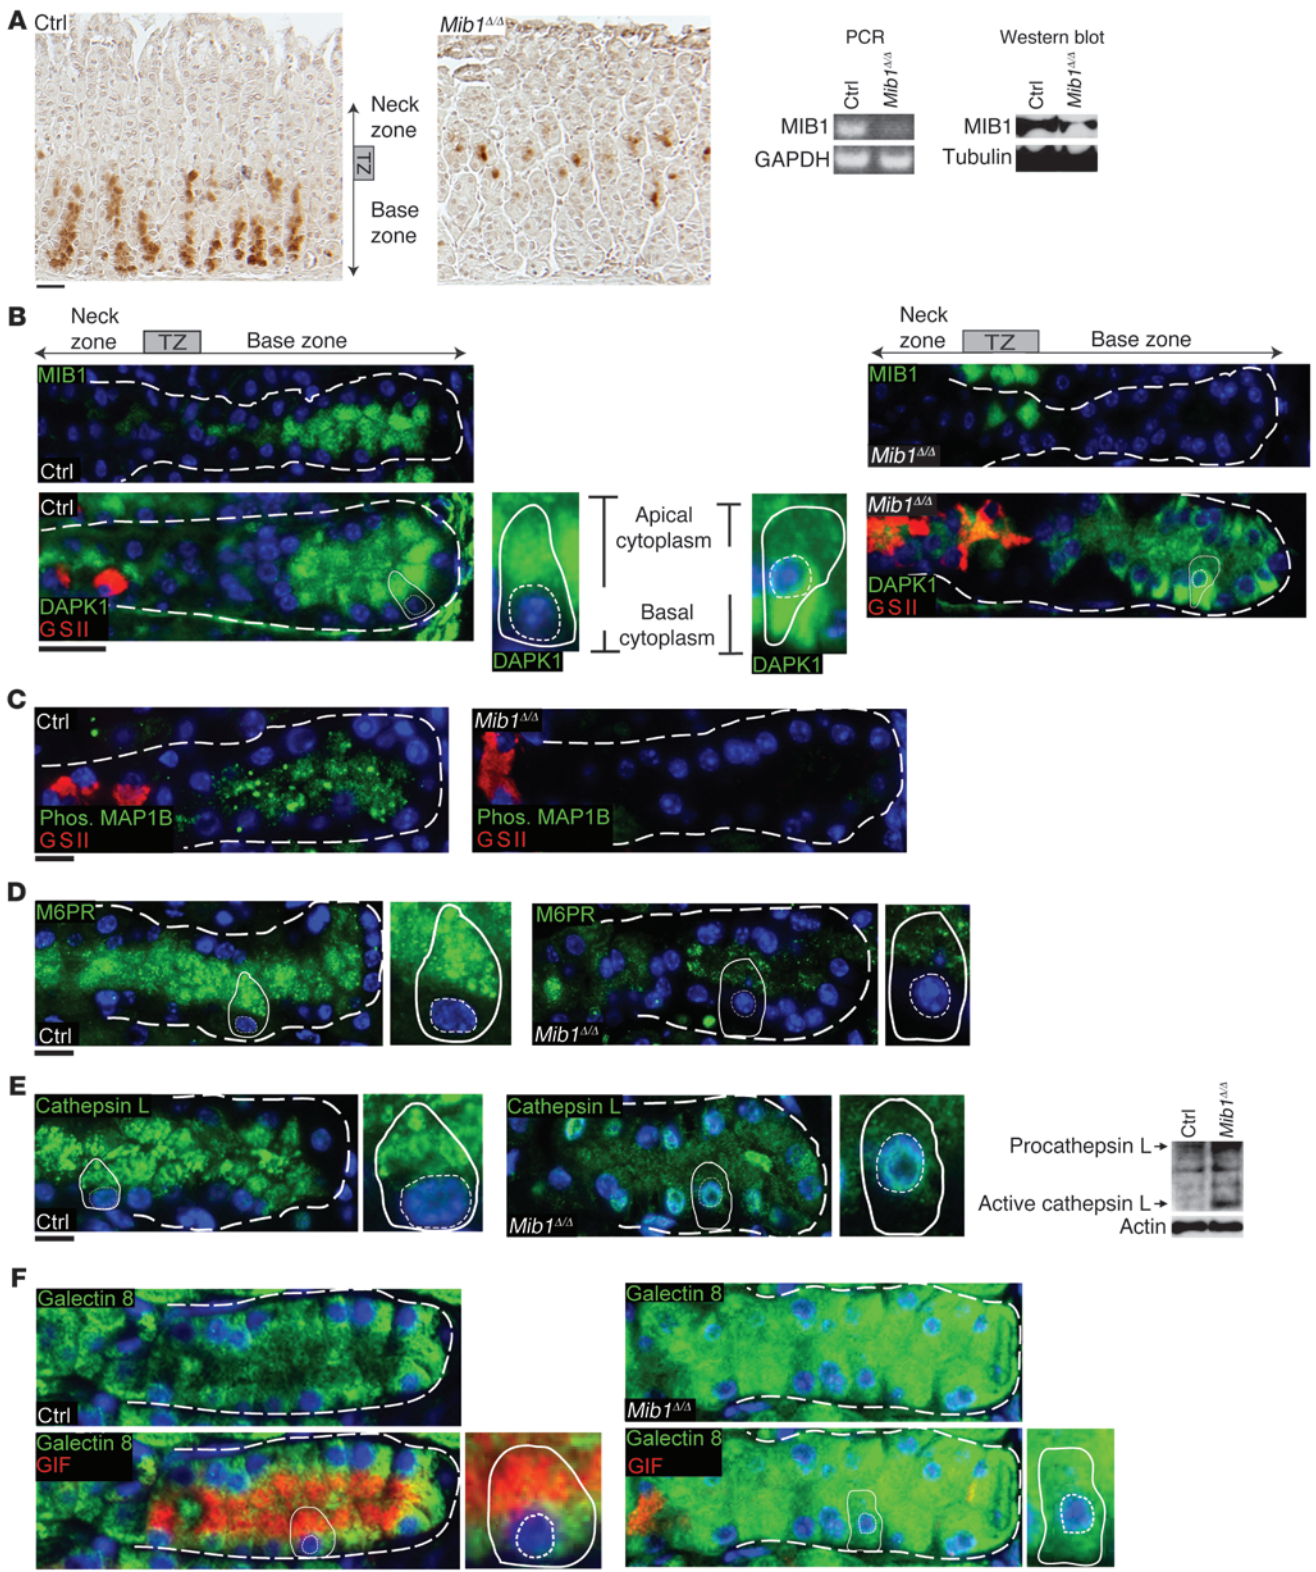 A
Ctrl
Mib1Δ/Δ
Neck
zone
TZ
Base
zone
PCR
Ctrl
Mib1Δ/Δ
MIB1
GAPDH
Western blot
Ctrl
Mib1Δ/Δ
MIB1
Tubulin
B
Neck
zone
TZ
Base zone
MIB1
Ctrl
Ctrl
DAPK1
GSII
DAPK1
Apical
cytoplasm
Basal
cytoplasm
DAPK1
Neck
zone
TZ
Base zone
MIB1
Mib1Δ/Δ
Mib1Δ/Δ
DAPK1
GSII
C
Ctrl
Phos. MAP1B
GSII
Mib1Δ/Δ
Phos. MAP1B
GSII
D
M6PR
Ctrl
M6PR
Mib1Δ/Δ
E
Cathepsin L
Ctrl
Cathepsin L
Mib1Δ/Δ
Ctrl
Mib1Δ/Δ
Procathepsin L
Active cathepsin L
Actin
F
Galectin 8
Ctrl
Galectin 8
GIF
Galectin 8
Mib1Δ/Δ
Galectin 8
GIF